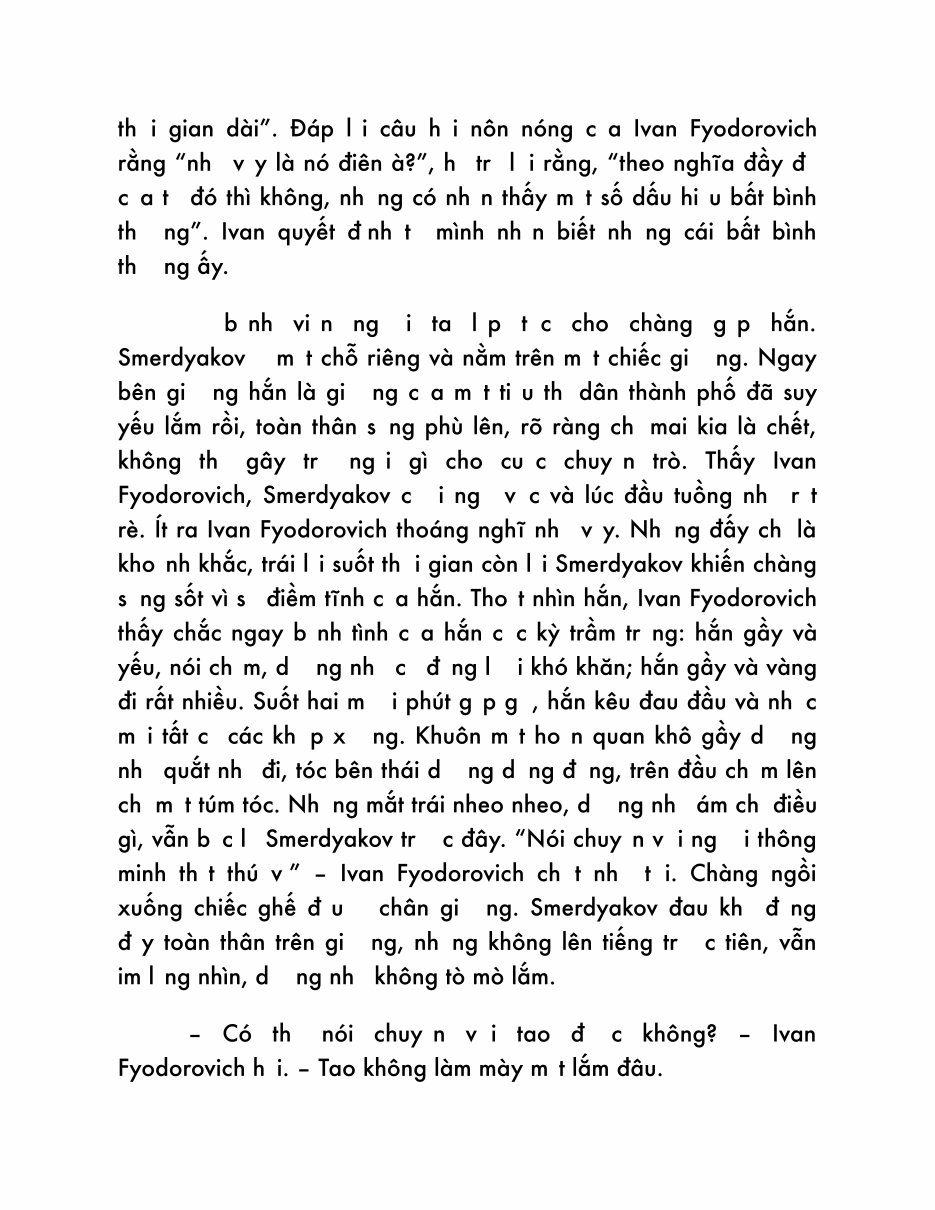 th i gian dài”. Đáp l i câu h i nôn nóng c a Ivan Fyodorovich
rằng “nh v y là nó điên à?”, h tr l i rằng, “theo nghĩa đầy đ
c a t đó thì không, nh ng có nh n thấy m t số dấu hi u bất bình
th ng”. Ivan quyết đ nh t mình nh n biết nh ng cái bất bình
th ng ấy.
b nh vi n ng i ta l p t c cho chàng g p hắn.
Smerdyakov m t chỗ riêng và nằm trên m t chiếc gi ng. Ngay
bên gi ng hắn là gi ng c a m t ti u th dân thành phố đã suy
yếu lắm rồi, toàn thân s ng phù lên, rõ ràng ch mai kia là chết,
không th gây tr ng i gì cho cu c chuy n trò. Thấy Ivan
Fyodorovich, Smerdyakov c i ng v c và lúc đầu tuồng nh r t
rè. Ít ra Ivan Fyodorovich thoáng nghĩ nh v y. Nh ng đấy ch là
kho nh khắc, trái l i suốt th i gian còn l i Smerdyakov khiến chàng
s ng sốt vì s điềm tĩnh c a hắn. Tho t nhìn hắn, Ivan Fyodorovich
thấy chắc ngay b nh tình c a hắn c c kỳ trầm tr ng: hắn gầy và
yếu, nói ch m, d ng nh c đ ng l i khó khăn; hắn gầy và vàng
đi rất nhiều. Suốt hai m i phút g p g , hắn kêu đau đầu và nh c
m i tất c các kh p x ng. Khuôn m t ho n quan khô gầy d ng
nh quắt nh đi, tóc bên thái d ng d ng đ ng, trên đầu ch m lên
ch m t túm tóc. Nh ng mắt trái nheo nheo, d ng nh ám ch điều
gì, vẫn b c l Smerdyakov tr c đây. “Nói chuy n v i ng i thông
minh th t thú v ” – Ivan Fyodorovich ch t nh t i. Chàng ngồi
xuống chiếc ghế đ u chân gi ng. Smerdyakov đau kh đ ng
đ y toàn thân trên gi ng, nh ng không lên tiếng tr c tiên, vẫn
im l ng nhìn, d ng nh không tò mò lắm.
– Có th nói chuy n v i tao đ c không? – Ivan
Fyodorovich h i. – Tao không làm mày m t lắm đâu.